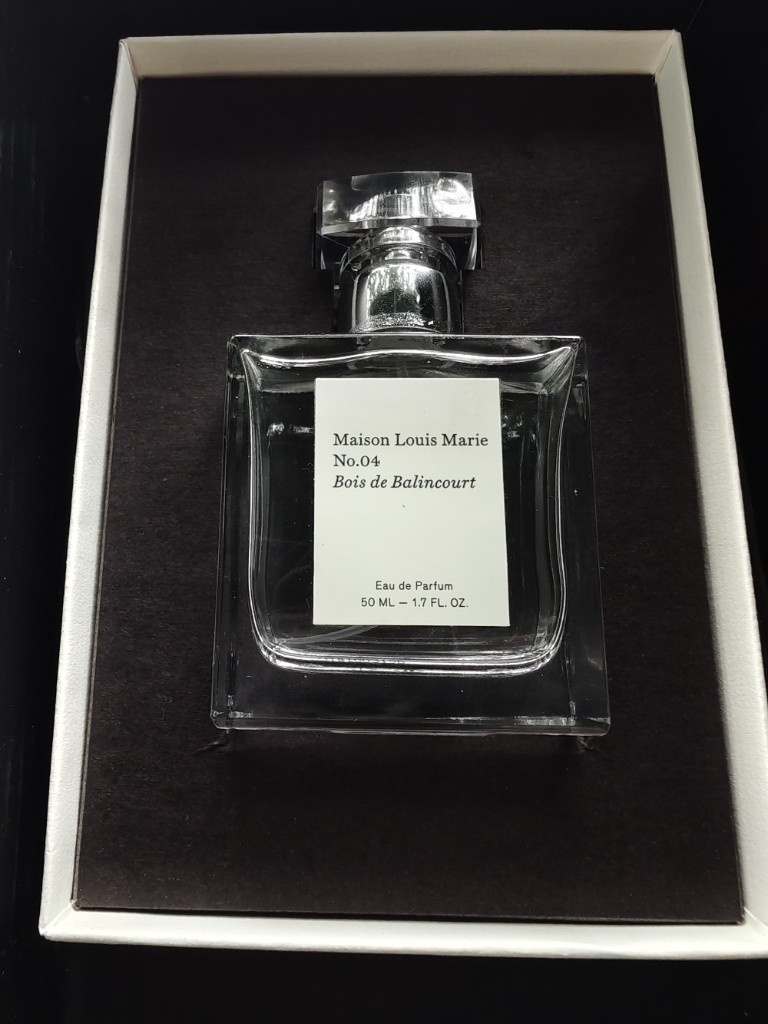 Maison Louis Marie
No.04
Bois de Balincourt
Eau de Parfum
50 ML — 1.7 FL. OZ.